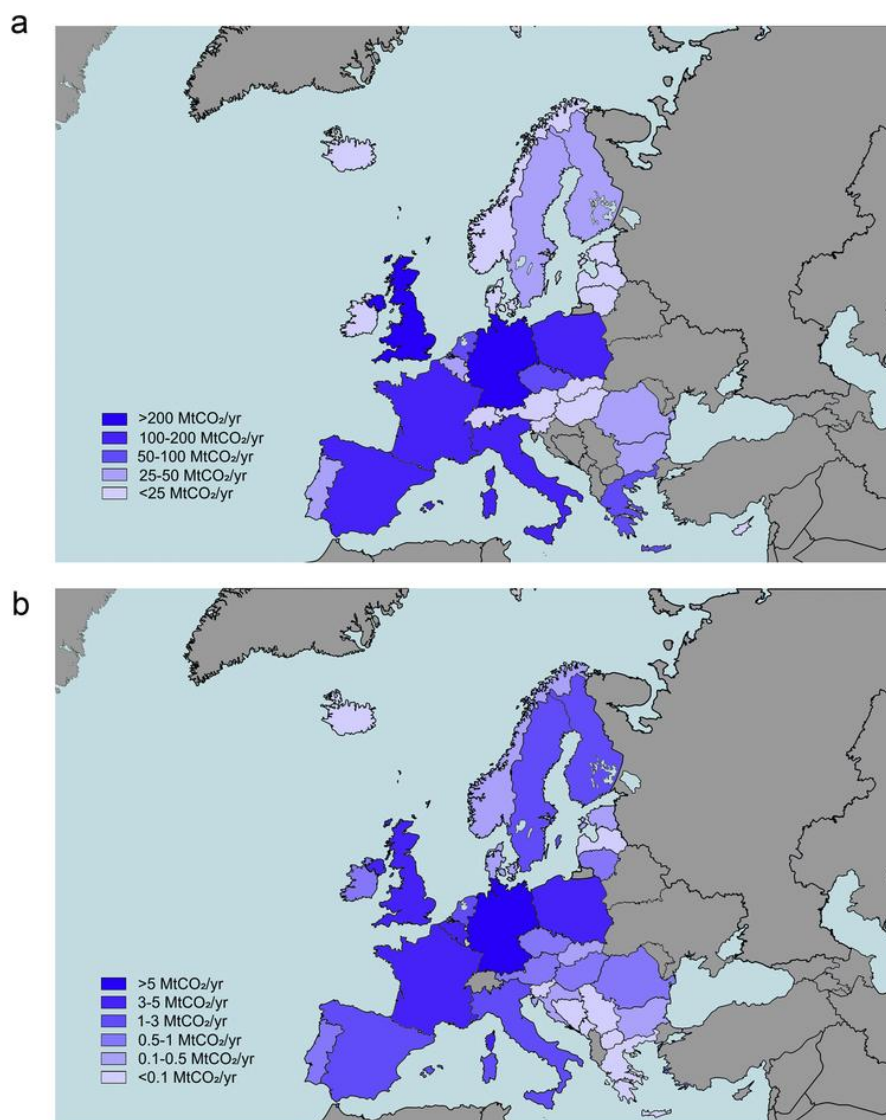 a
>200 MtCO₂/yr
100-200 MtCO₂/yr
50-100 MtCO₂/yr
25-50 MtCO₂/yr
<25 MtCO₂/yr
b
>5 MtCO₂/yr
3-5 MtCO₂/yr
1-3 MtCO₂/yr
0.5-1 MtCO₂/yr
0.1-0.5 MtCO₂/yr
<0.1 MtCO₂/yr